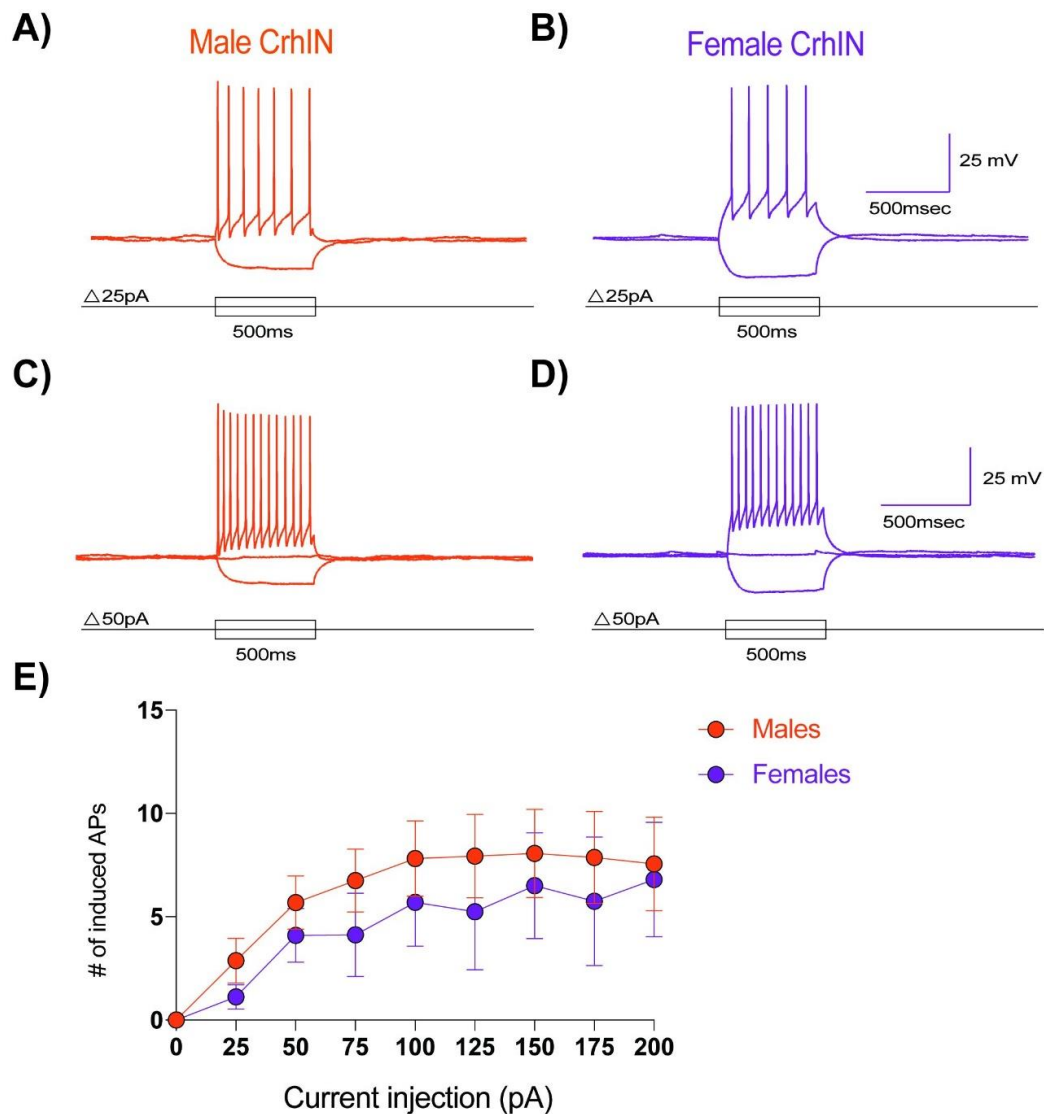 A)
Male CrhIN
B)
Female CrhIN
25 mV
500msec
△25pA
500ms
△25pA
500ms
C)
D)
25 mV
500msec
△50pA
500ms
△50pA
500ms
E)
15
10
5
0
# of induced APs
0 25 50 75 100 125 150 175 200
Current injection (pA)
Males
Females